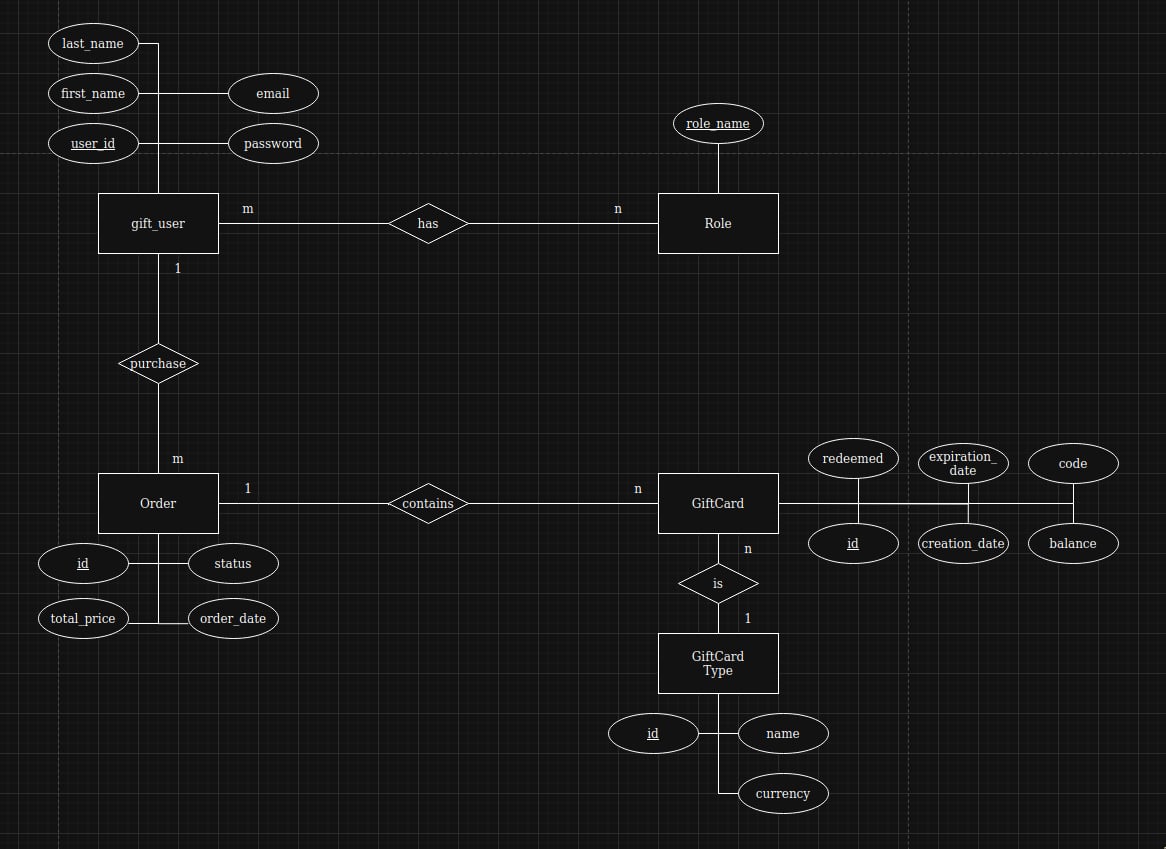 last_name
first_name
email
user_id
password
role_name
gift_user
m
has
n
Role
1
purchase
m
Order
1
contains
n
GiftCard
redeemed
expiration_
date
code
id
creation_date
balance
id
status
total_price
order_date
n
is
1
GiftCard
Type
id
name
currency